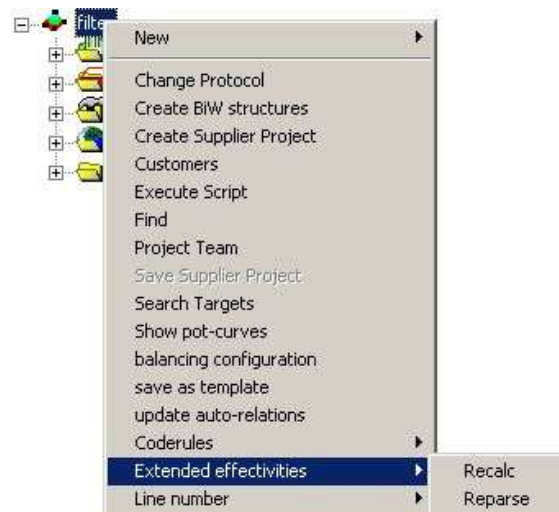 filter
New
Change Protocol
Create BiW structures
Create Supplier Project
Customers
Execute Script
Find
Project Team
Save Supplier Project
Search Targets
Show pot-curves
balancing configuration
save as template
update auto-relations
Coderules
Extended effectivities
Recalc
Line number
Reparse